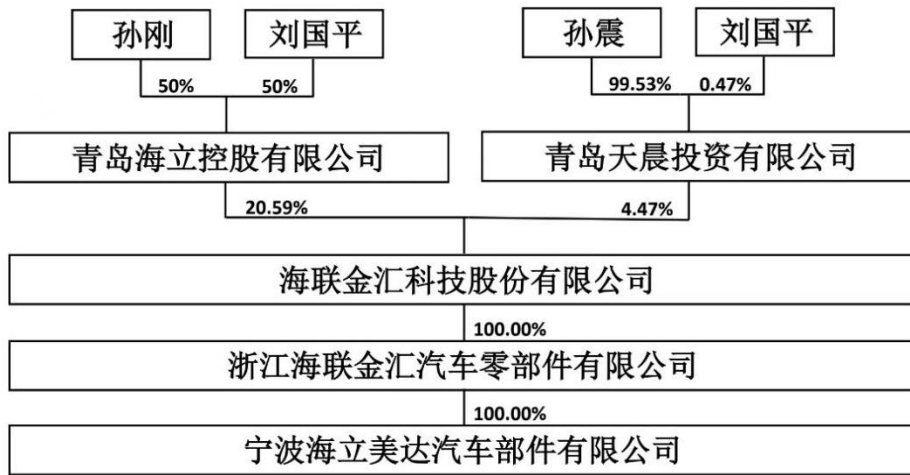 孙刚
刘国平
孙震
刘国平
50%
50%
99.53%
0.47%
青岛海立控股有限公司
青岛天晨投资有限公司
20.59%
4.47%
海联金汇科技股份有限公司
100.00%
浙江海联金汇汽车零部件有限公司
100.00%
宁波海立美达汽车部件有限公司